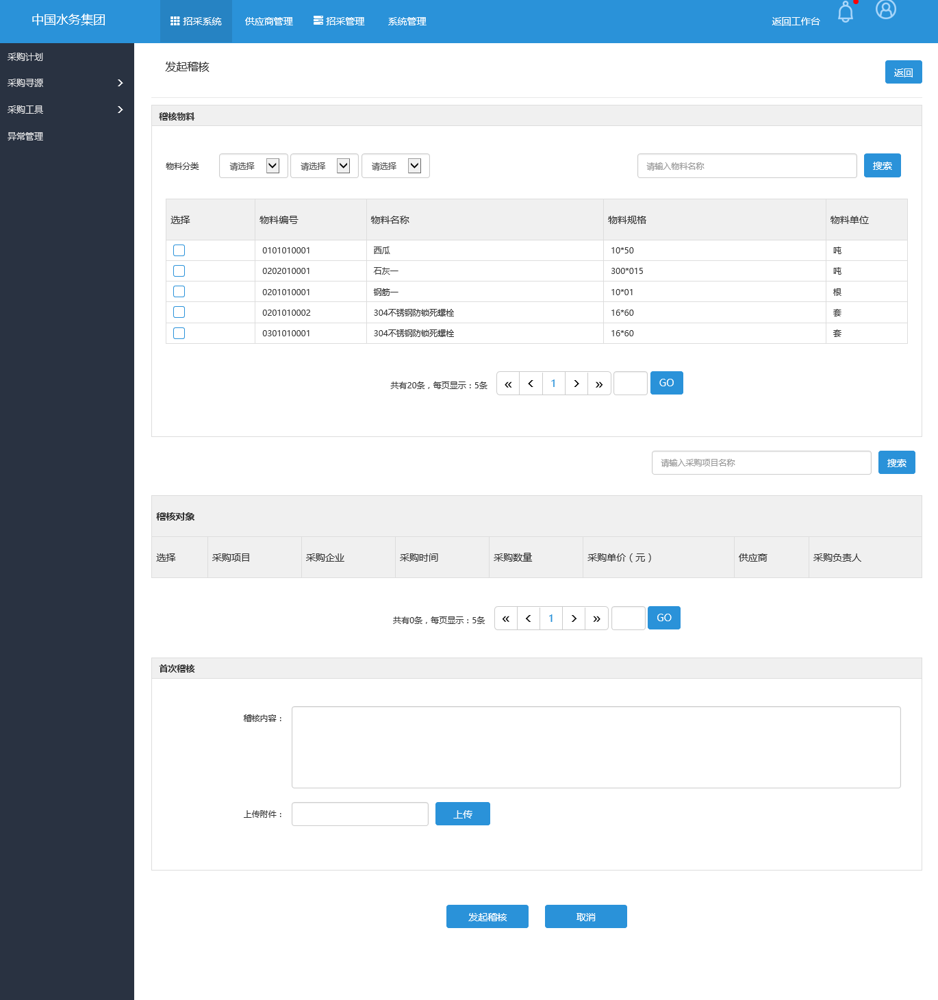 中国水务集团
招采系统 供应商管理 招采管理 系统管理 返回工作台
采购计划
采购寻源
采购工具
异常管理
发起稽核
返回
稽核物料
物料分类 请选择 请选择 请选择 请输入物料名称 搜索
选择 物料编号 物料名称 物料规格 物料单位
0101010001 西瓜 10*50 吨
0202010001 石灰一 300*015 吨
0201010001 钢筋一 10*01 根
0201010002 304不锈钢防锁死螺栓 16*60 套
0301010001 304不锈钢防锁死螺栓 16*60 套
共有20条，每页显示：5条 « < 1 > » GO
请输入采购项目名称 搜索
稽核对象
选择 采购项目 采购企业 采购时间 采购数量 采购单价（元） 供应商 采购负责人
共有0条，每页显示：5条 « < 1 > » GO
首次稽核
稽核内容：
上传附件： 上传
发起稽核 取消